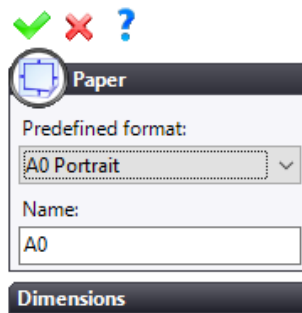 ?
Paper
Predefined format:
A0 Portrait
Name:
A0
Dimensions